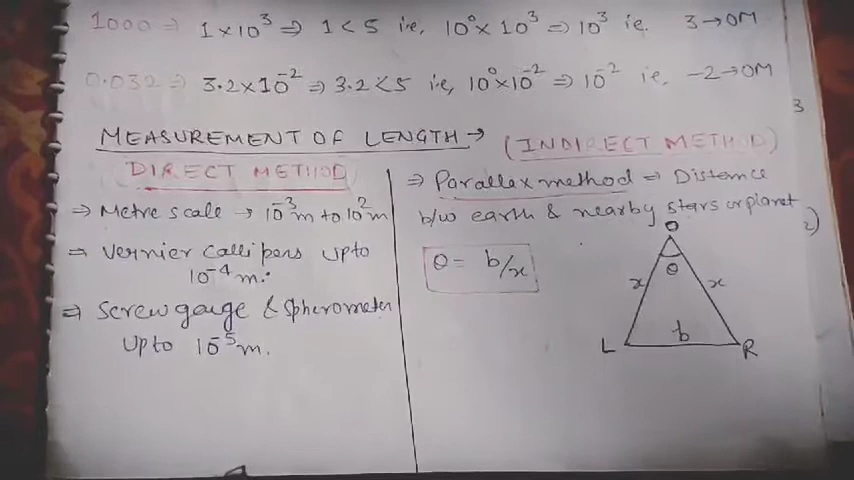 1000 ⇒ 1×10³ ⇒ 1<5 i.e, 10⁰×10³ ⇒ 10³ ie. 3→OM
0.032 ⇒ 3.2×10⁻² ⇒ 3.2<5 i.e, 10⁰×10⁻² ⇒ 10⁻² ie. -2→OM
3
MEASUREMENT OF LENGTH →
DIRECT METHOD
⇒ Metre scale → 10⁻³m to 10²m
⇒ Vernier Callipers upto
10⁻⁴ m.
⇒ Screw gauge & Spherometer
Upto 10⁻⁵m.
(INDIRECT METHOD)
⇒ Parallex method ⇒ Distance
b/w earth & nearby stars or planet
θ = b/x
2)
O
θ
x x
b
L R